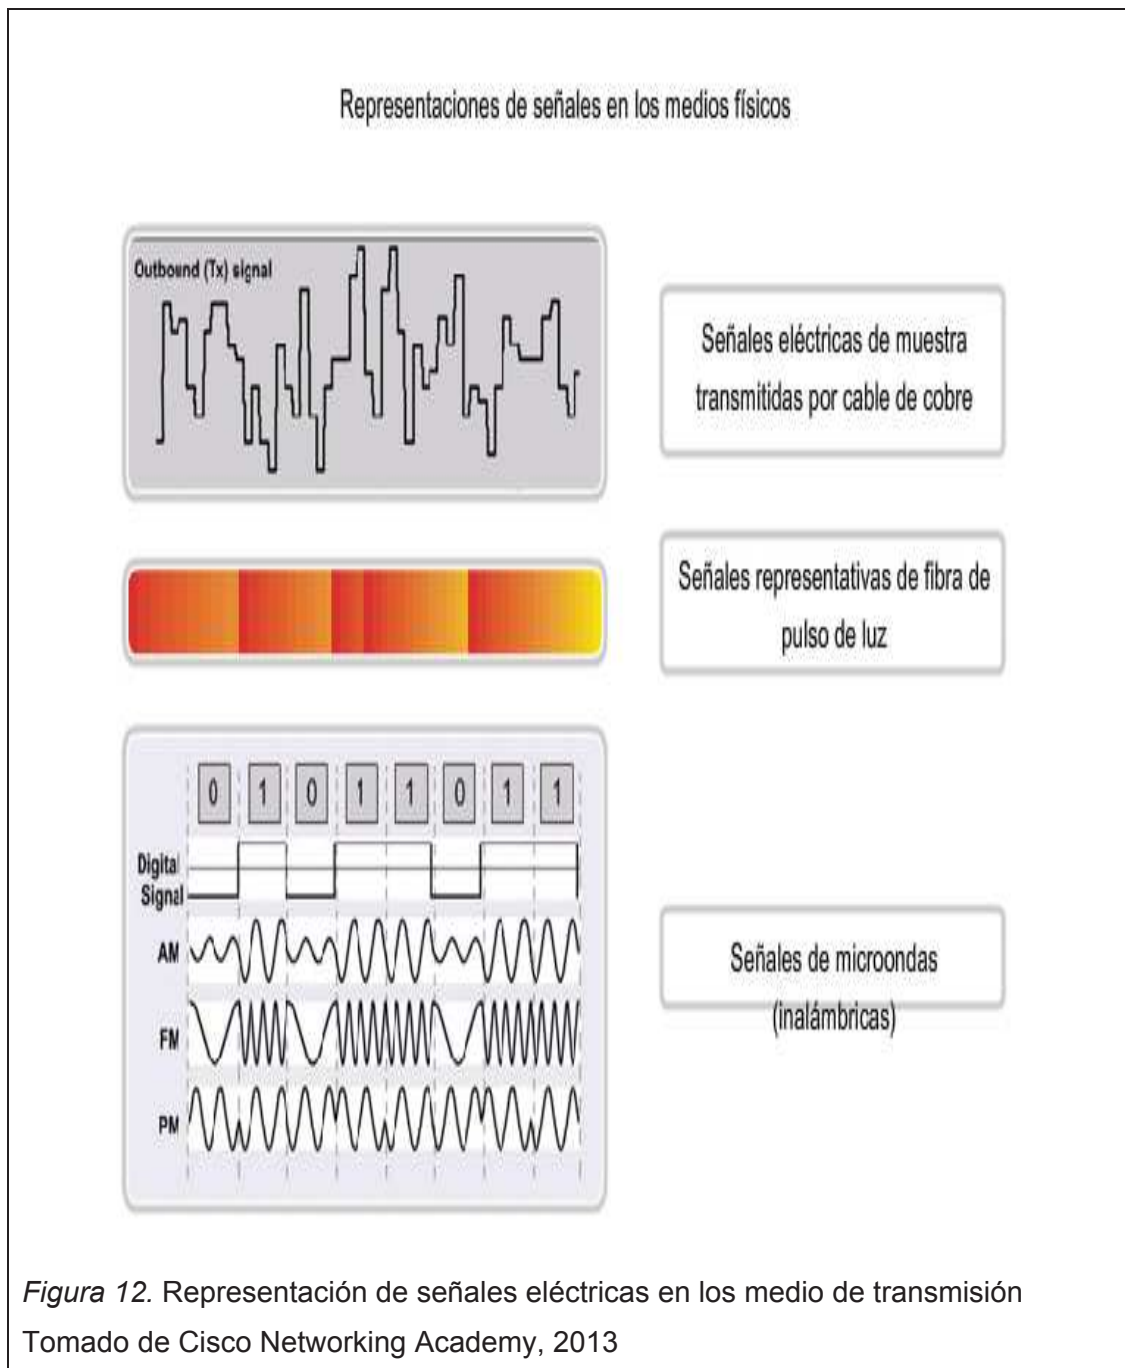 Representaciones de señales en los medios físicos
Outbound (Tx) signal
Señales eléctricas de muestra
transmitidas por cable de cobre
Señales representativas de fibra de
pulso de luz
0 1 0 1 1 0 1 1
Digital
Signal
AM
FM
PM
Señales de microondas
(inalámbricas)
Figura 12. Representación de señales eléctricas en los medio de transmisión
Tomado de Cisco Networking Academy, 2013